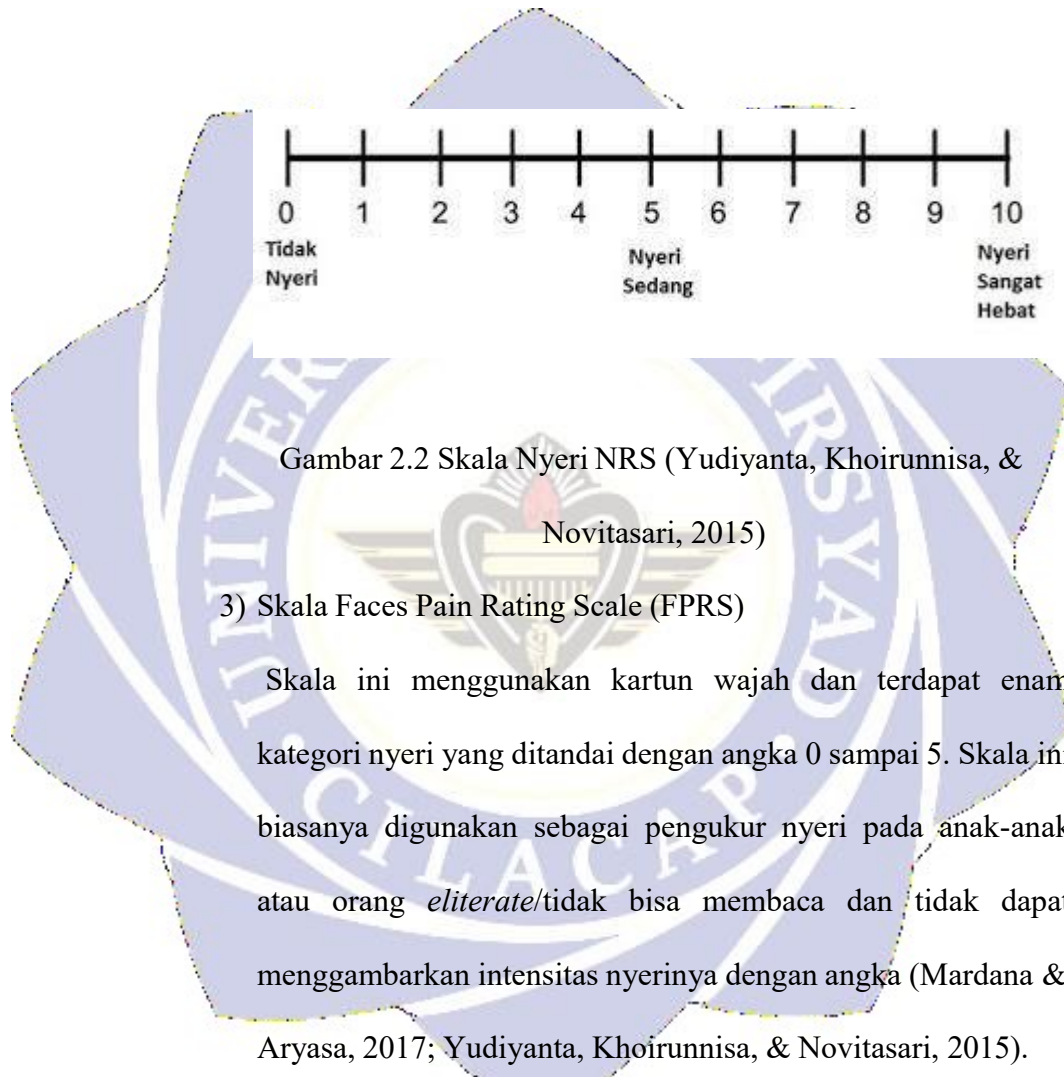 0 1 2 3 4 5 6 7 8 9 10
Tidak Nyeri Nyeri
Nyeri Sedang Sangat
Hebat
Gambar 2.2 Skala Nyeri NRS (Yudiyanta, Khoirunnisa, &
Novitasari, 2015)
3) Skala Faces Pain Rating Scale (FPRS)
Skala ini menggunakan kartun wajah dan terdapat enam
kategori nyeri yang ditandai dengan angka 0 sampai 5. Skala ini
biasanya digunakan sebagai pengukur nyeri pada anak-anak
atau orang eliterate/tidak bisa membaca dan tidak dapat
menggambarkan intensitas nyerinya dengan angka (Mardana &
Aryasa, 2017; Yudiyanta, Khoirunnisa, & Novitasari, 2015).
CILACAP